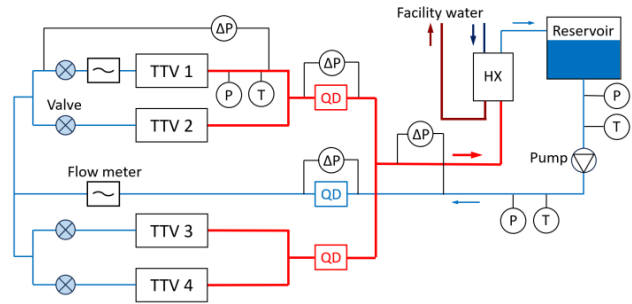 Facility water
ΔP
Reservoir
HX
TTV 1
ΔP
P
T
QD
P
Valve
TTV 2
ΔP
T
ΔP
Pump
Flow meter
QD
P
T
TTV 3
QD
TTV 4